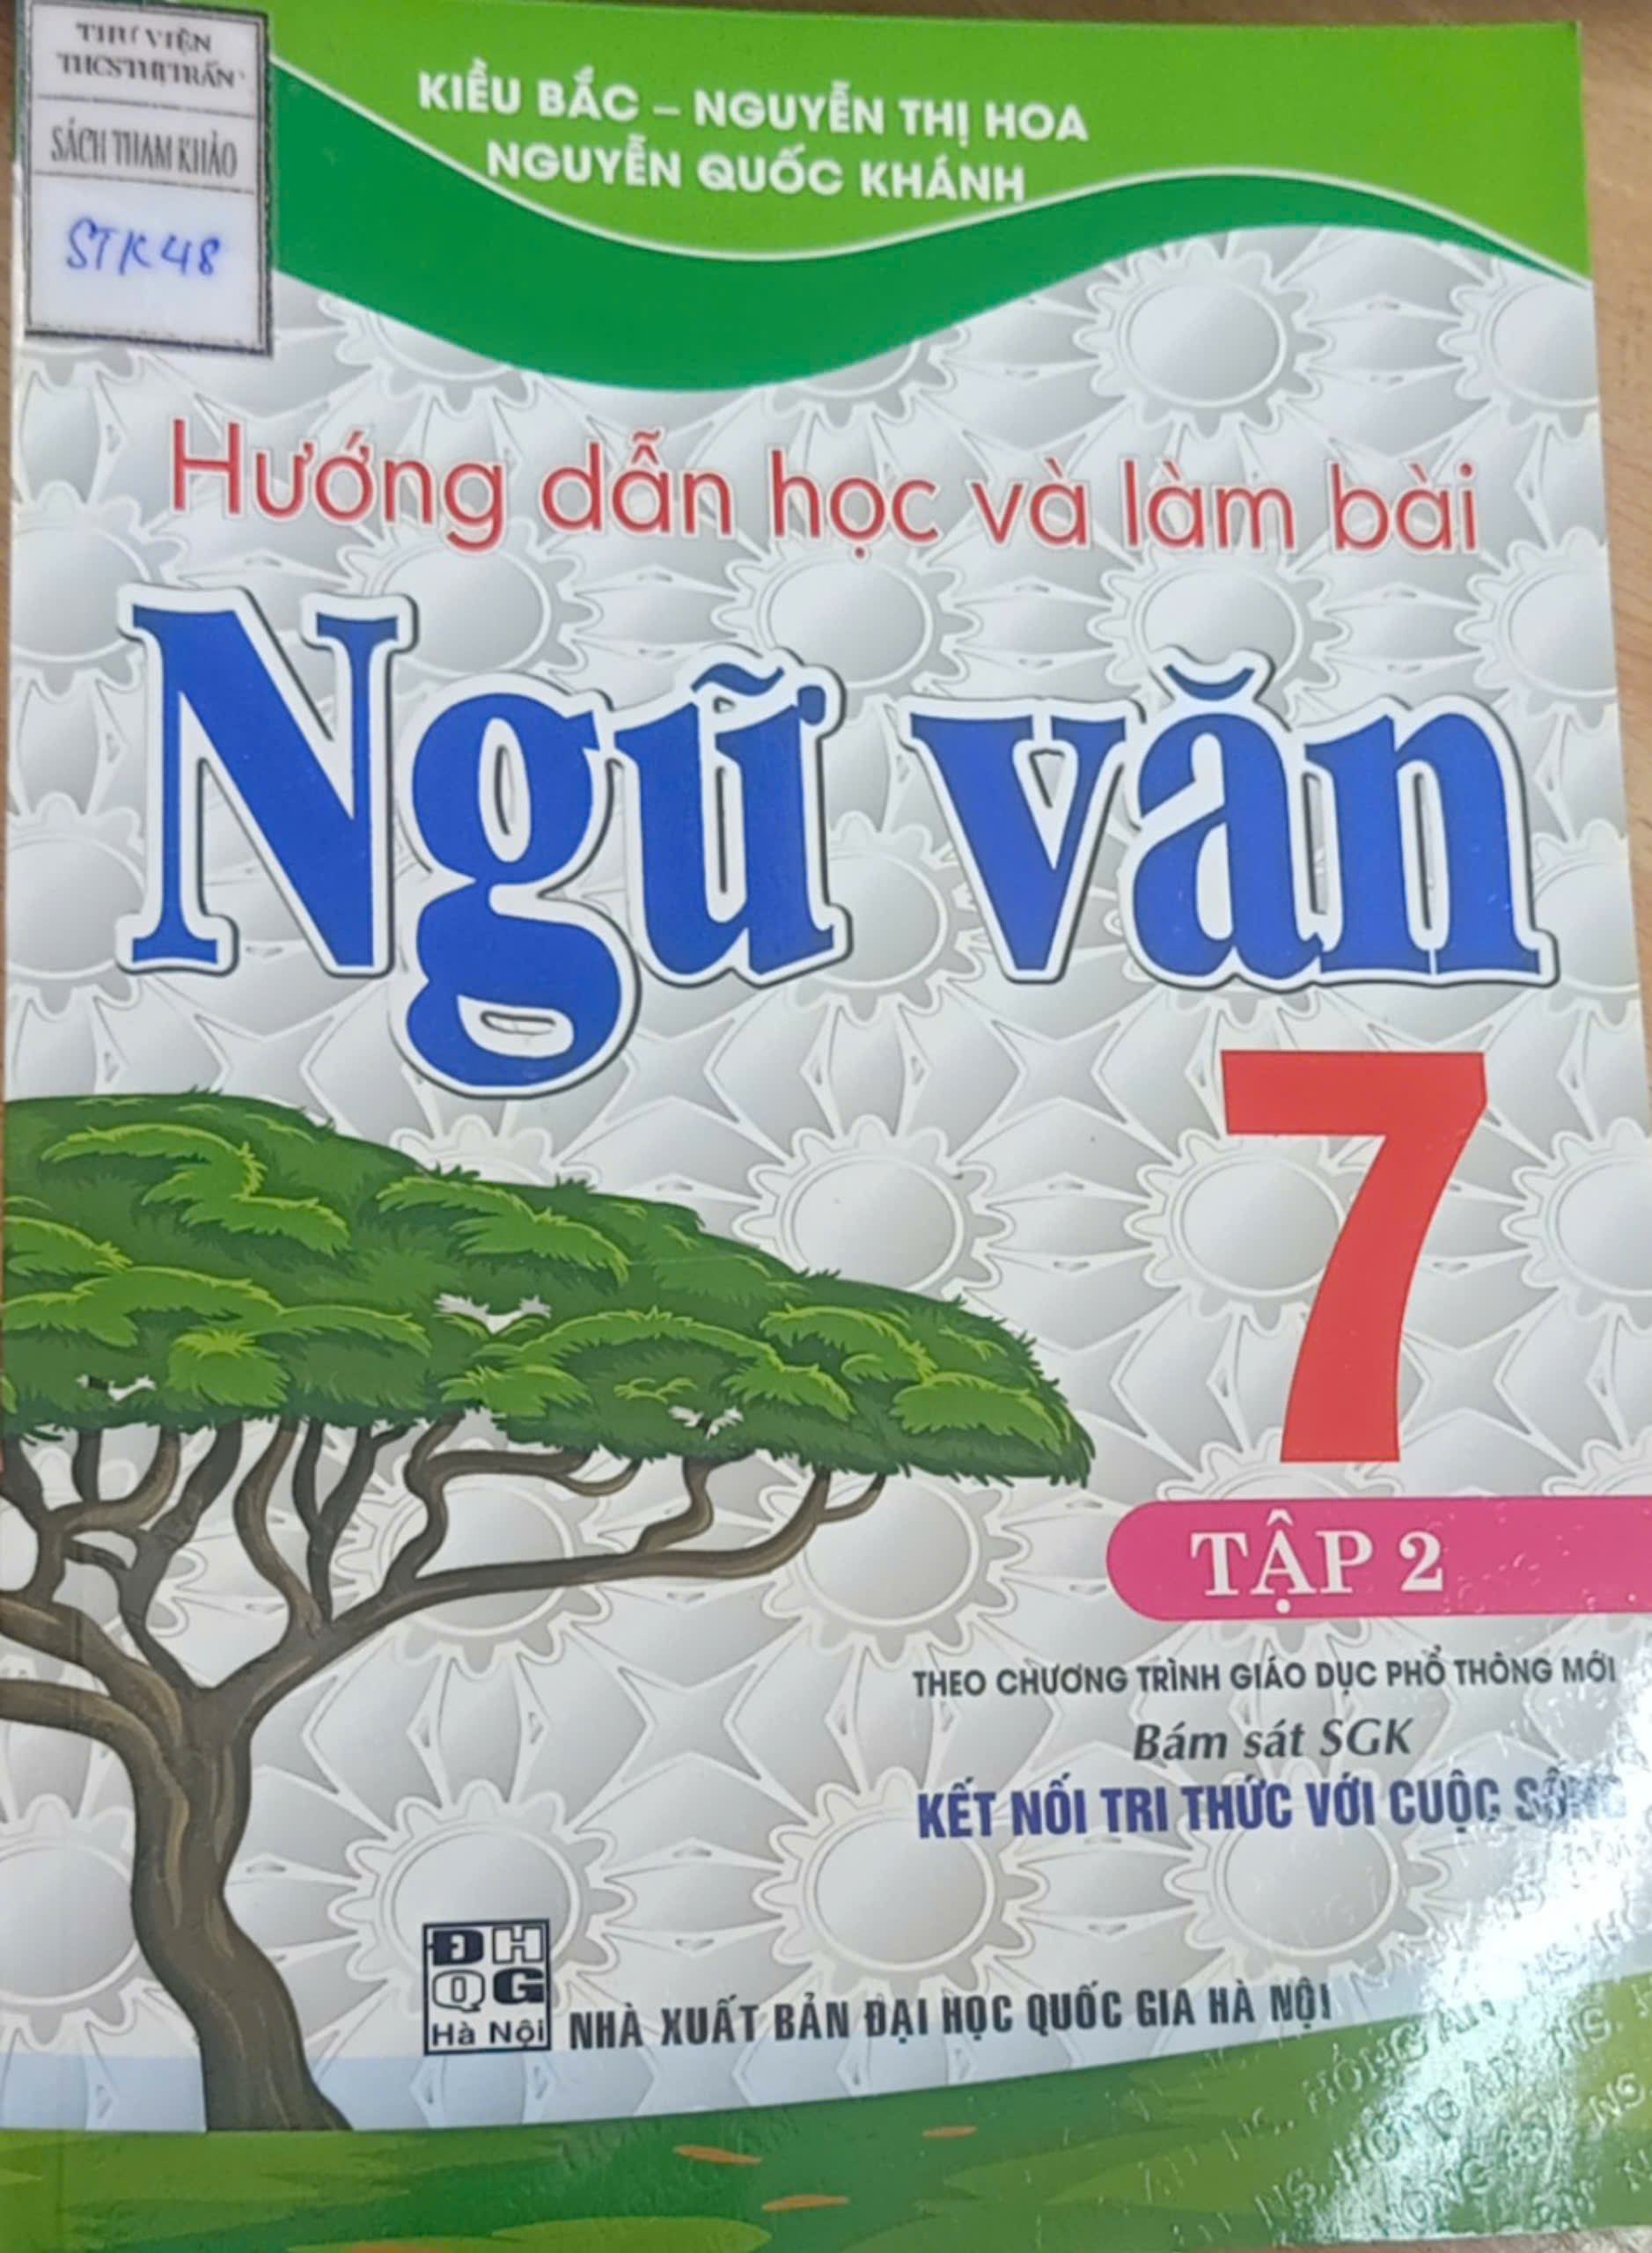 THƯ VIỆN
THCS THỊ TRẤN
SÁCH THAM KHẢO
STK 48
KIỀU BẮC – NGUYỄN THỊ HOA
NGUYỄN QUỐC KHÁNH
Hướng dẫn học và làm bài
Ngữ văn
7
TẬP 2
THEO CHƯƠNG TRÌNH GIÁO DỤC PHỔ THÔNG MỚI
Bám sát SGK
KẾT NỐI TRI THỨC VỚI CUỘC SỐNG
ĐH
QG
Hà Nội
NHÀ XUẤT BẢN ĐẠI HỌC QUỐC GIA HÀ NỘI